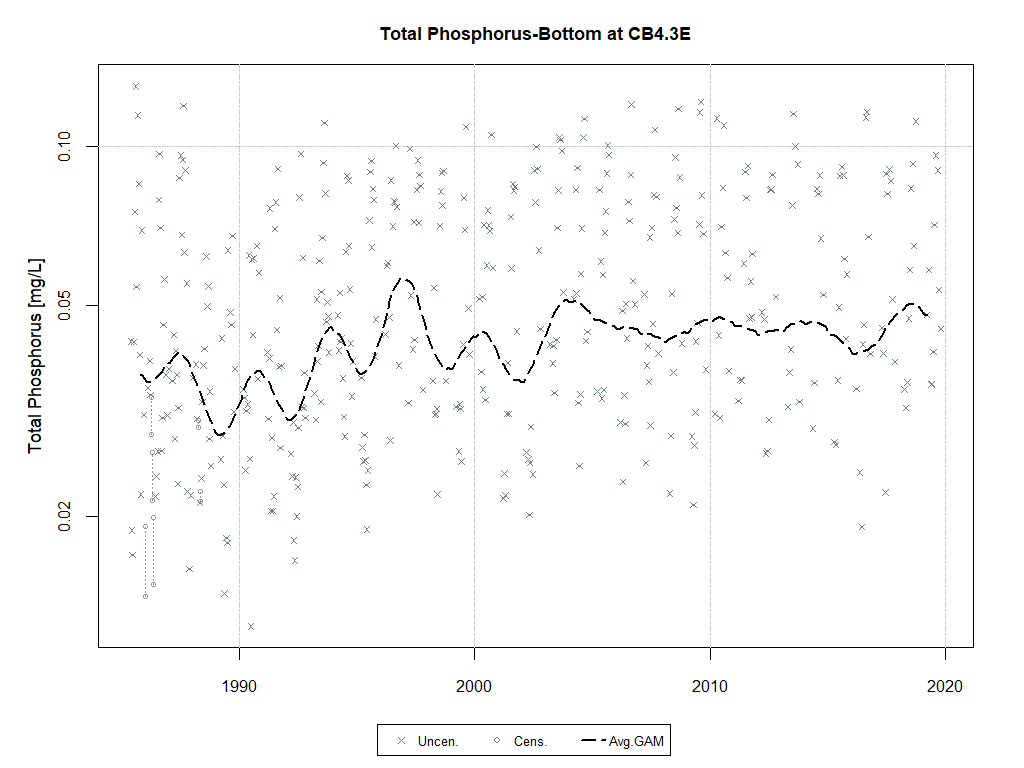 Total Phosphorus-Bottom at CB4.3E
Total Phosphorus [mg/L]
0.10
0.05
0.02
1990 2000 2010 2020
Uncen. Cens. Avg.GAM